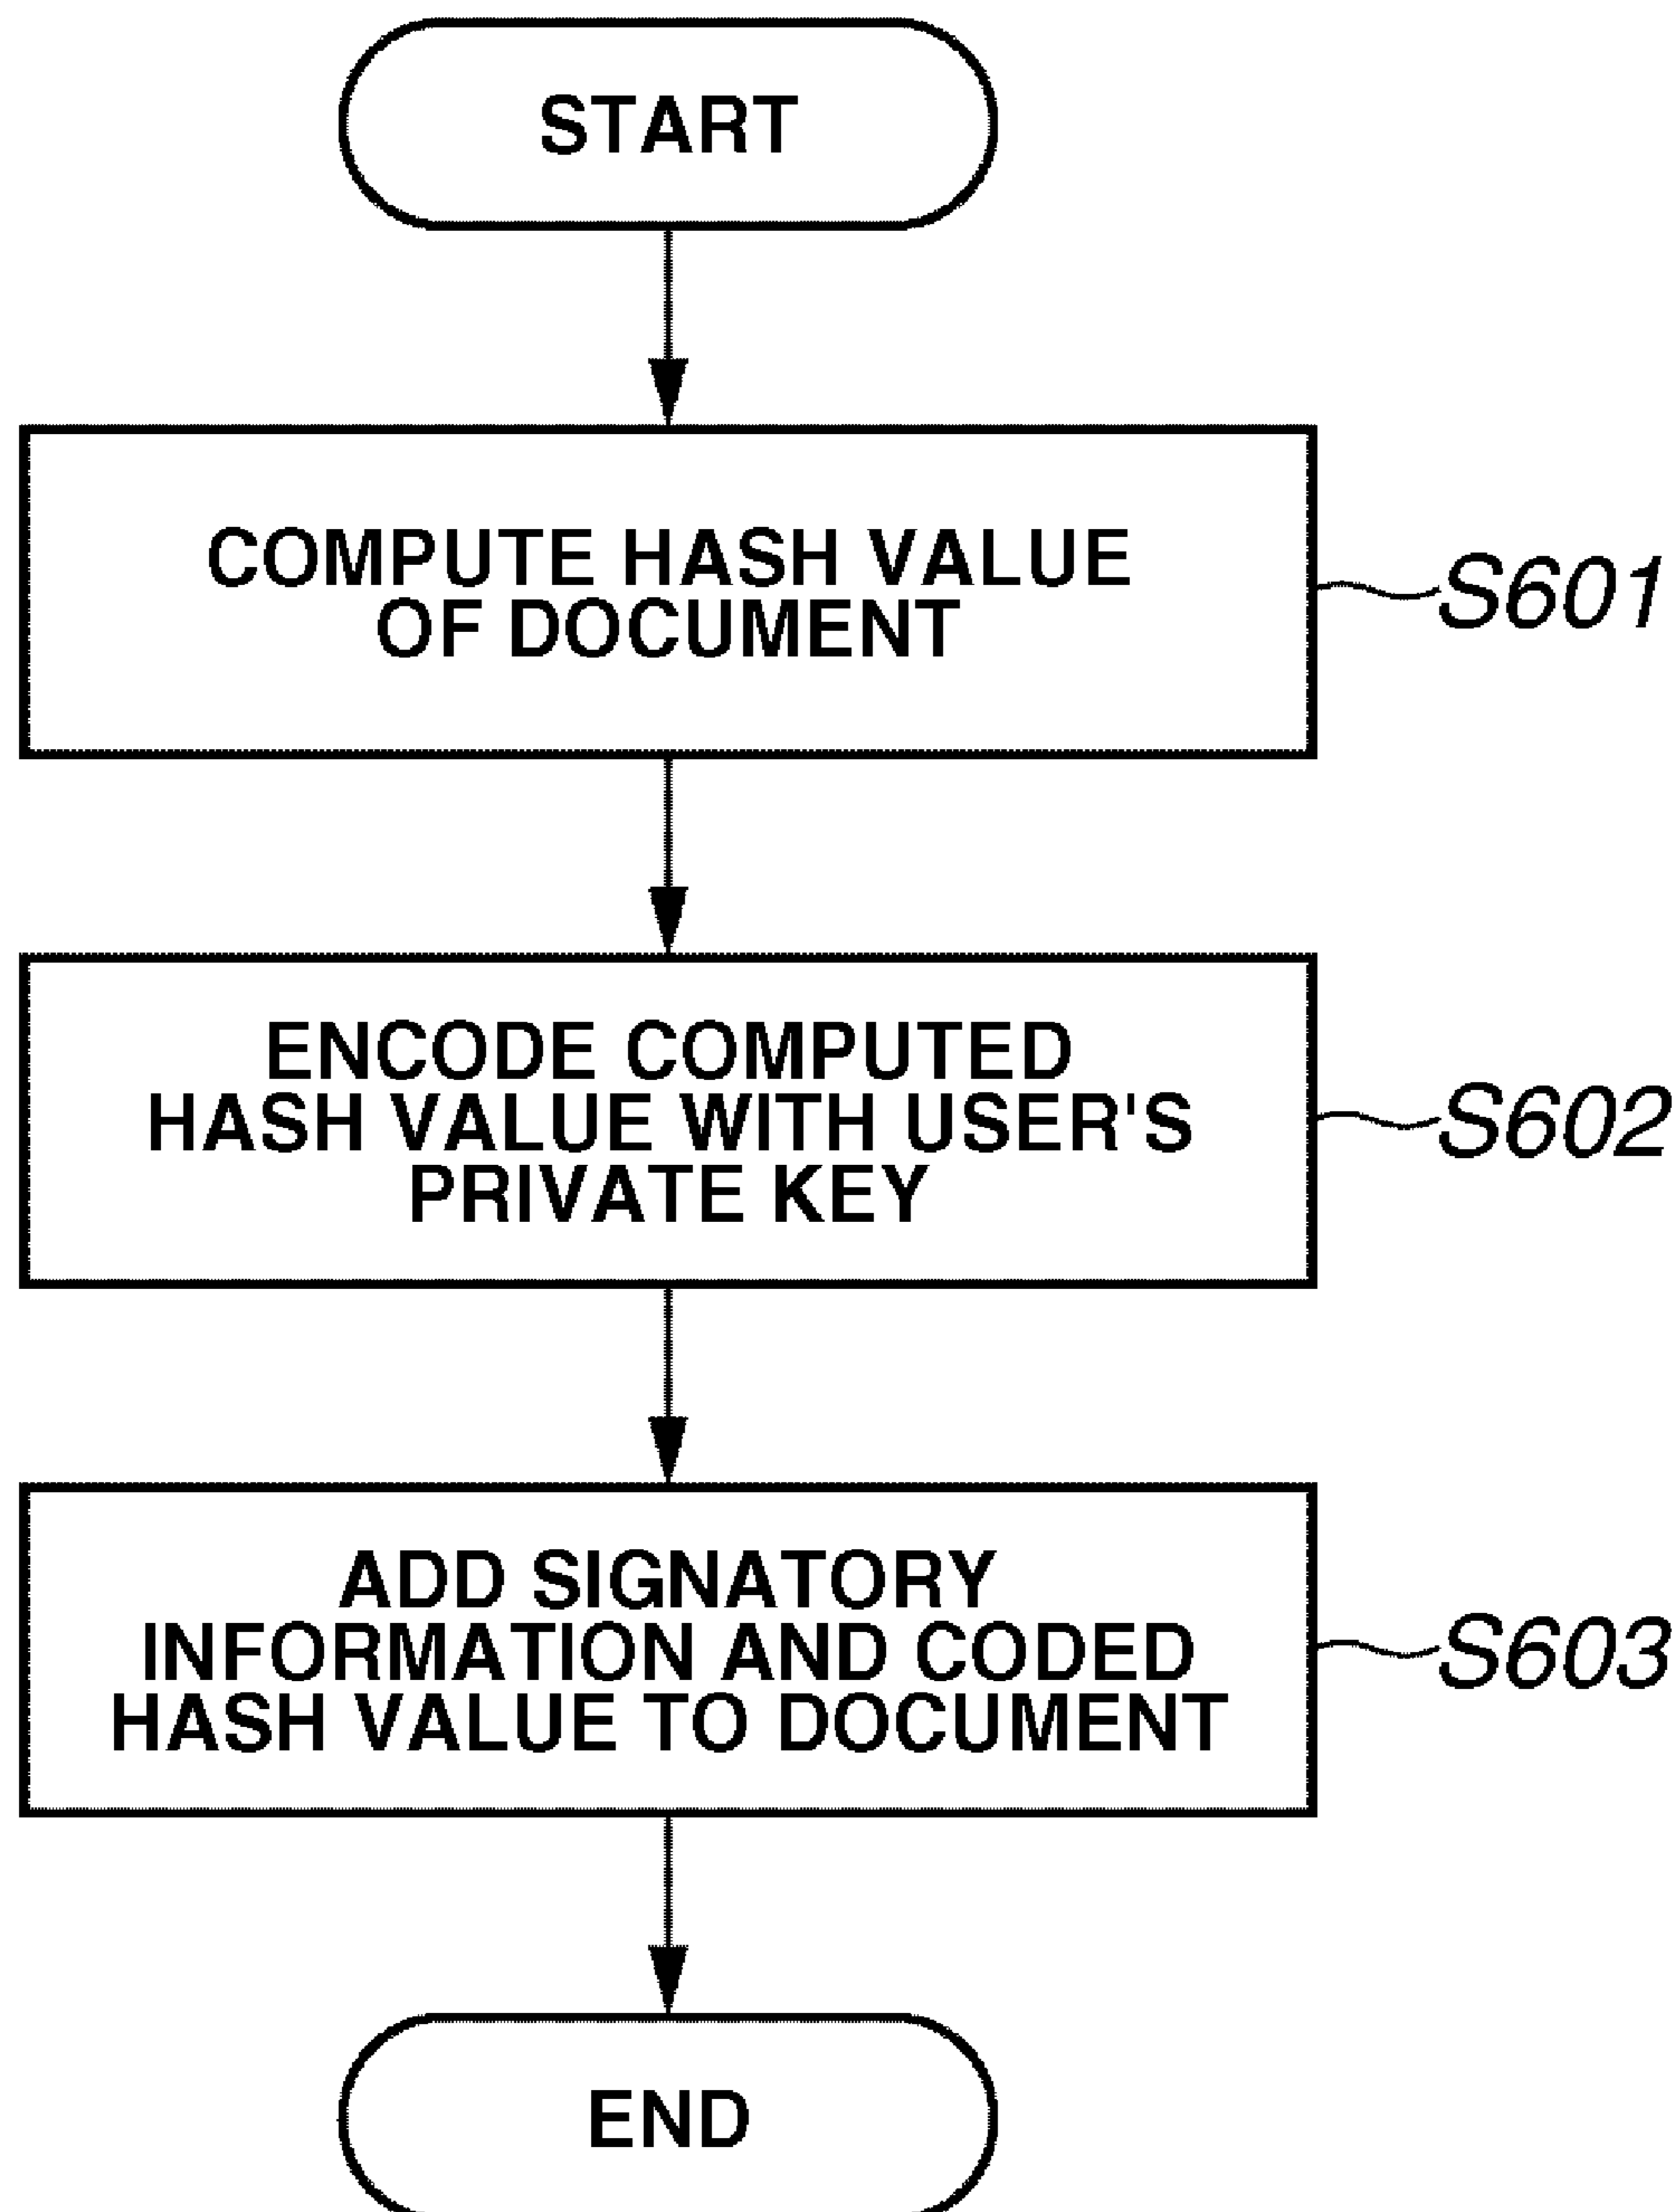 START
COMPUTE HASH VALUE
OF DOCUMENT
S601
ENCODE COMPUTED
HASH VALUE WITH USER'S
PRIVATE KEY
S602
ADD SIGNATORY
INFORMATION AND CODED
HASH VALUE TO DOCUMENT
S603
END